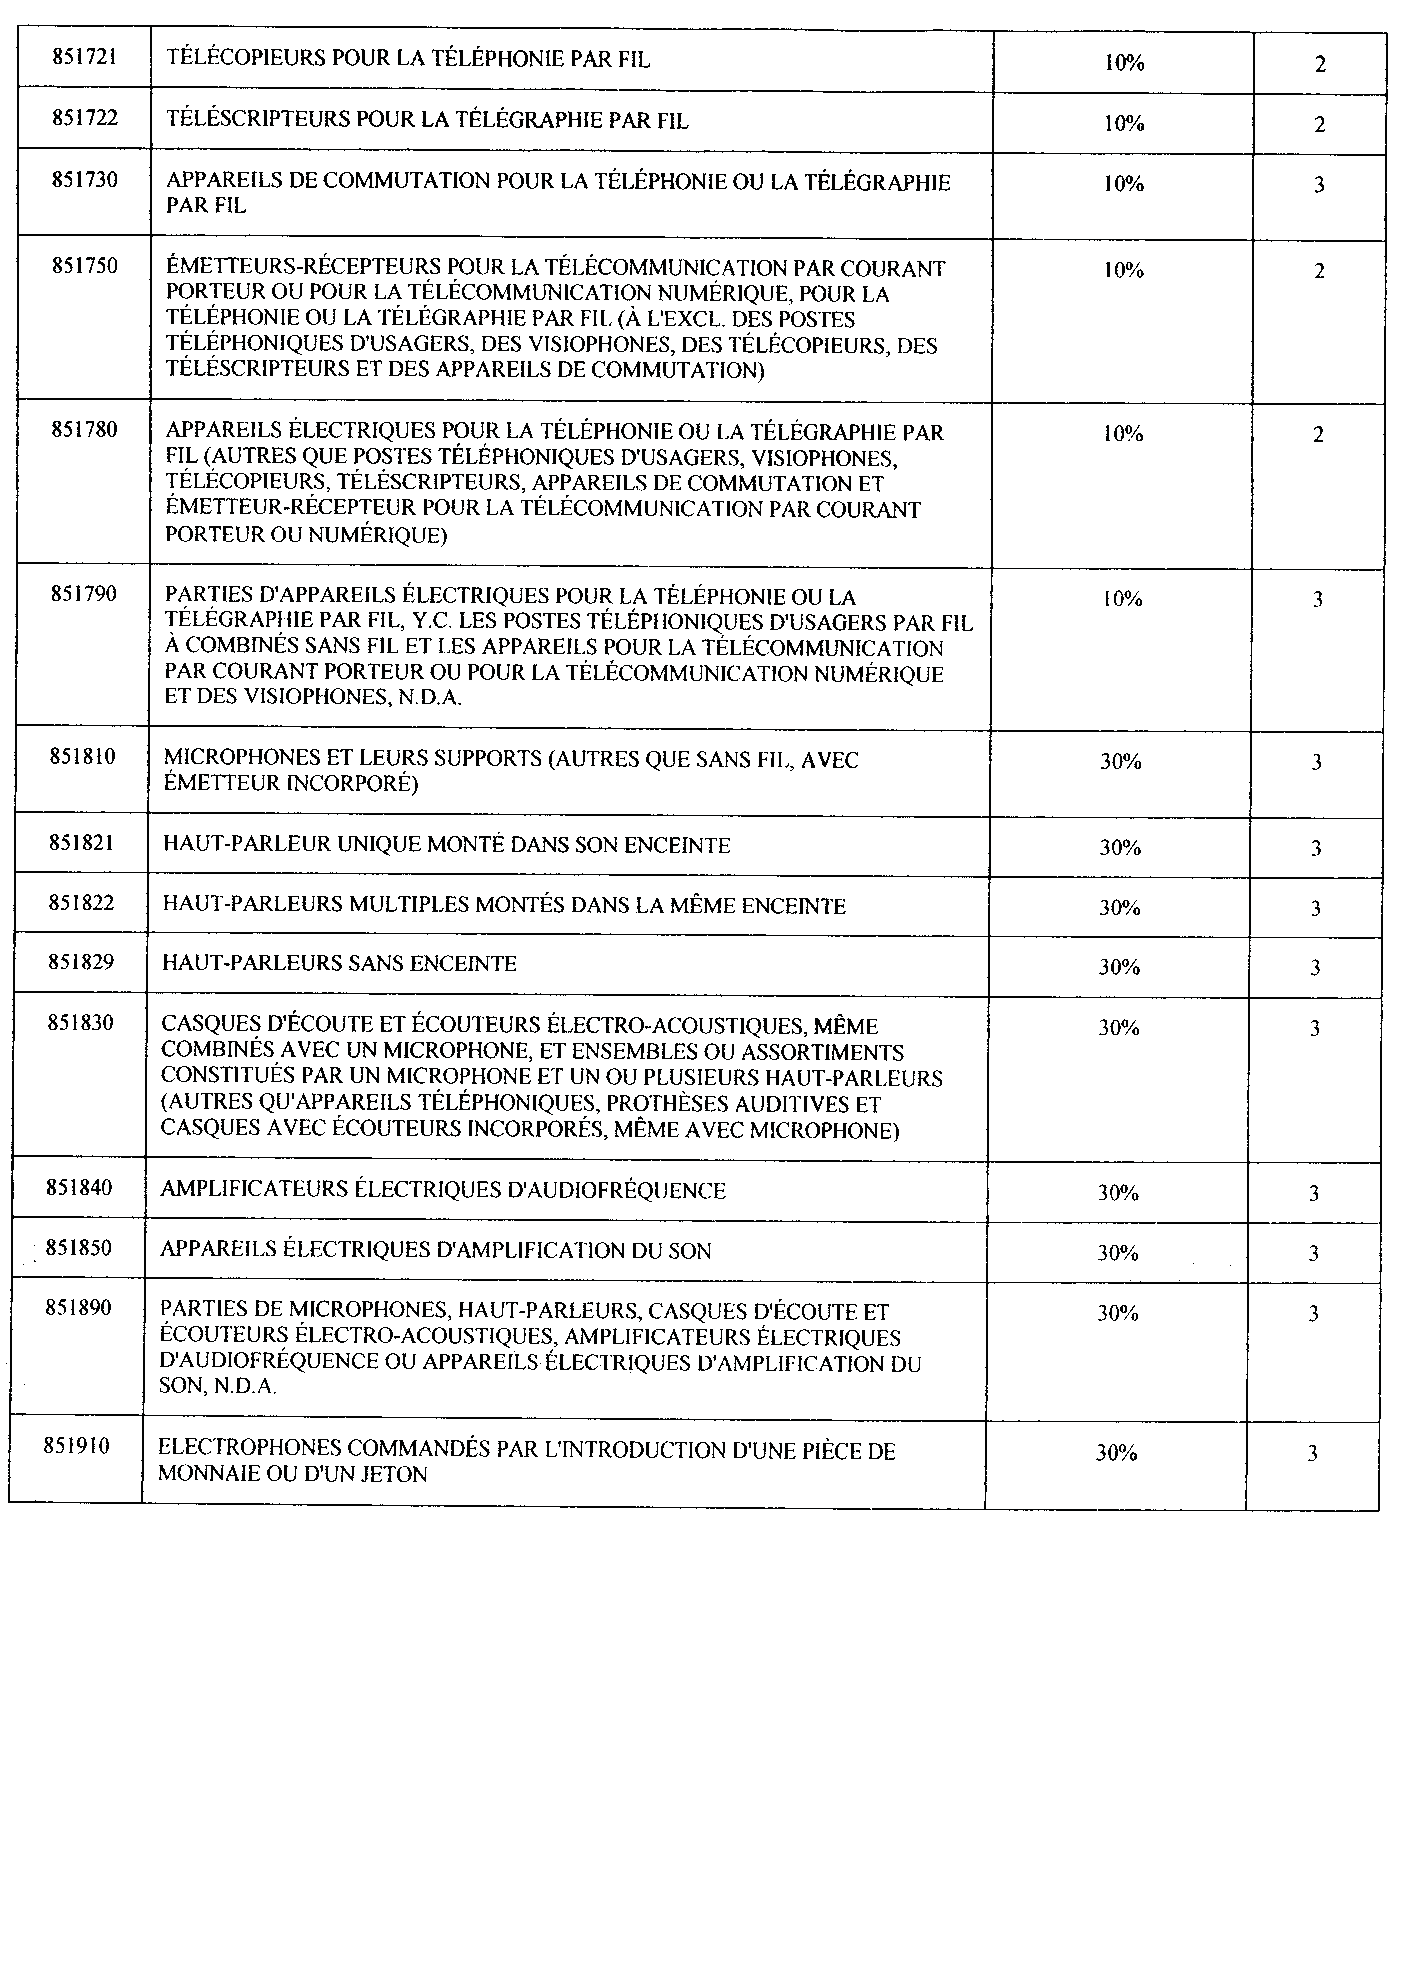 851721 TÉLÉCOPIEURS POUR LA TÉLÉPHONIE PAR FIL 10% 2
851722 TÉLÉSCRIPTEURS POUR LA TÉLÉGRAPHIE PAR FIL 10% 2
851730 APPAREILS DE COMMUTATION POUR LA TÉLÉPHONIE OU LA TÉLÉGRAPHIE 10% 3
PAR FIL
851750 ÉMETTEURS-RÉCEPTEURS POUR LA TÉLÉCOMMUNICATION PAR COURANT 10% 2
PORTEUR OU POUR LA TÉLÉCOMMUNICATION NUMÉRIQUE, POUR LA
TÉLÉPHONIE OU LA TÉLÉGRAPHIE PAR FIL (À L'EXCL. DES POSTES
TÉLÉPHONIQUES D'USAGERS, DES VISIOPHONES, DES TÉLÉCOPIEURS, DES
TÉLÉSCRIPTEURS ET DES APPAREILS DE COMMUTATION)
851780 APPAREILS ÉLECTRIQUES POUR LA TÉLÉPHONIE OU LA TÉLÉGRAPHIE PAR 10% 2
FIL (AUTRES QUE POSTES TÉLÉPHONIQUES D'USAGERS, VISIOPHONES,
TÉLÉCOPIEURS, TÉLÉSCRIPTEURS, APPAREILS DE COMMUTATION ET
ÉMETTEUR-RÉCEPTEUR POUR LA TÉLÉCOMMUNICATION PAR COURANT
PORTEUR OU NUMÉRIQUE)
851790 PARTIES D'APPAREILS ÉLECTRIQUES POUR LA TÉLÉPHONIE OU LA 10% 3
TÉLÉGRAPHIE PAR FIL, Y.C. LES POSTES TÉLÉPHONIQUES D'USAGERS PAR FIL
À COMBINÉS SANS FIL ET LES APPAREILS POUR LA TÉLÉCOMMUNICATION
PAR COURANT PORTEUR OU POUR LA TÉLÉCOMMUNICATION NUMÉRIQUE
ET DES VISIOPHONES, N.D.A.
851810 MICROPHONES ET LEURS SUPPORTS (AUTRES QUE SANS FIL, AVEC 30% 3
ÉMETTEUR INCORPORÉ)
851821 HAUT-PARLEUR UNIQUE MONTÉ DANS SON ENCEINTE 30% 3
851822 HAUT-PARLEURS MULTIPLES MONTÉS DANS LA MÊME ENCEINTE 30% 3
851829 HAUT-PARLEURS SANS ENCEINTE 30% 3
851830 CASQUES D'ÉCOUTE ET ÉCOUTEURS ÉLECTRO-ACOUSTIQUES, MÊME 30% 3
COMBINÉS AVEC UN MICROPHONE, ET ENSEMBLES OU ASSORTIMENTS
CONSTITUÉS PAR UN MICROPHONE ET UN OU PLUSIEURS HAUT-PARLEURS
(AUTRES QU'APPAREILS TÉLÉPHONIQUES, PROTHÈSES AUDITIVES ET
CASQUES AVEC ÉCOUTEURS INCORPORÉS, MÊME AVEC MICROPHONE)
851840 AMPLIFICATEURS ÉLECTRIQUES D'AUDIOFRÉQUENCE 30% 3
851850 APPAREILS ÉLECTRIQUES D'AMPLIFICATION DU SON 30% 3
851890 PARTIES DE MICROPHONES, HAUT-PARLEURS, CASQUES D'ÉCOUTE ET 30% 3
ÉCOUTEURS ÉLECTRO-ACOUSTIQUES, AMPLIFICATEURS ÉLECTRIQUES
D'AUDIOFRÉQUENCE OU APPAREILS ÉLECTRIQUES D'AMPLIFICATION DU
SON, N.D.A.
851910 ELECTROPHONES COMMANDÉS PAR L'INTRODUCTION D'UNE PIÈCE DE 30% 3
MONNAIE OU D'UN JETON